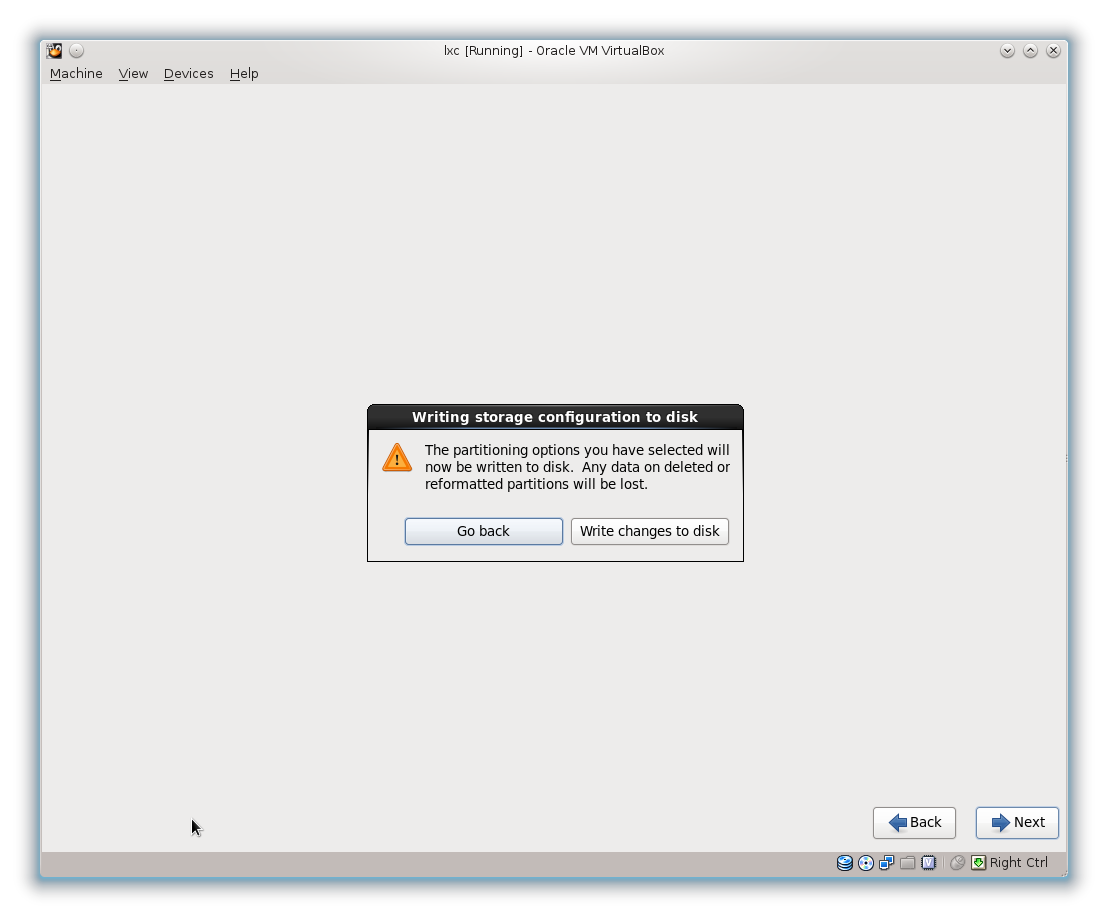 lxc [Running] - Oracle VM VirtualBox
Machine View Devices Help
Writing storage configuration to disk
The partitioning options you have selected will
now be written to disk.  Any data on deleted or
reformatted partitions will be lost.
Go back Write changes to disk
Back Next
Right Ctrl